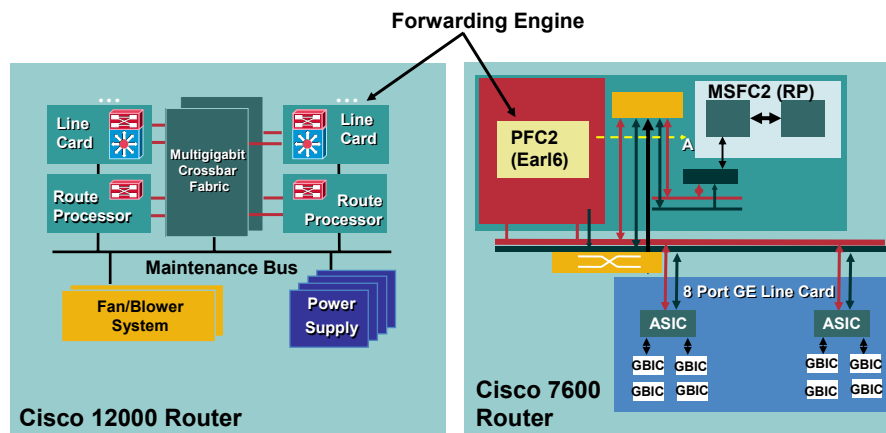 Forwarding Engine
Line
Card
Line
Card
Multigigabit
Crossbar
Fabric
Route
Processor
Route
Processor
Maintenance Bus
Fan/Blower
System
Power
Supply
Cisco 12000 Router
MSFC2 (RP)
PFC2
(Earl6)
A
8 Port GE Line Card
ASIC
ASIC
GBIC
GBIC
GBIC
GBIC
GBIC
GBIC
GBIC
GBIC
Cisco 7600
Router